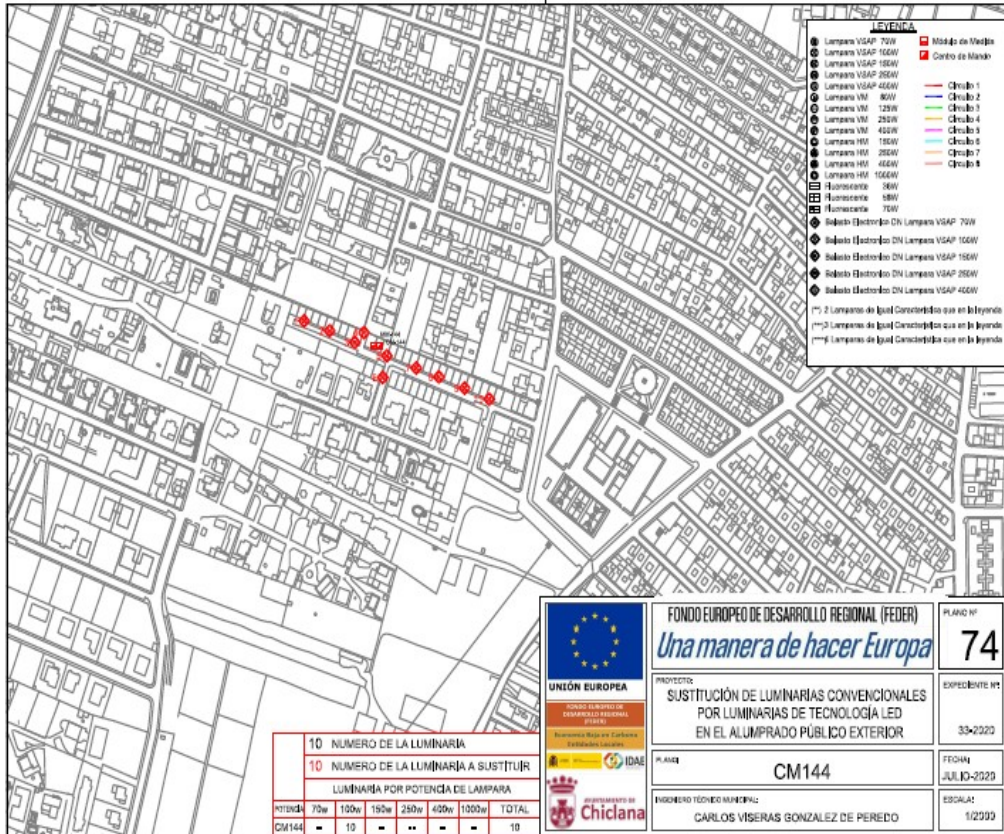 LEYENDA
Lampara VSAP 70W
Lampara VSAP 100W
Lampara VSAP 150W
Lampara VSAP 250W
Lampara VSAP 400W
Lampara VM 80W
Lampara VM 125W
Lampara VM 250W
Lampara VM 400W
Lampara HM 150W
Lampara HM 250W
Lampara HM 400W
Lampara HM 1000W
Fluorescente 36W
Fluorescente 58W
Fluorescente 70W
Módulo de Medida
Centro de Mando
Circuito 1
Circuito 2
Circuito 3
Circuito 4
Circuito 5
Circuito 6
Circuito 7
Circuito 8
Balasto Electronico DN Lampara VSAP 70W
Balasto Electronico DN Lampara VSAP 100W
Balasto Electronico DN Lampara VSAP 150W
Balasto Electronico DN Lampara VSAP 250W
Balasto Electronico DN Lampara VSAP 400W
(**) 2 Lamparas de Igual Característica que en la leyenda
(***)3 Lamparas de Igual Característica que en la leyenda
(****)4 Lamparas de Igual Característica que en la leyenda
10 NUMERO DE LA LUMINARIA
10 NUMERO DE LA LUMINARIA A SUSTITUIR
LUMINARIA POR POTENCIA DE LAMPARA
POTENCIA 70w 100w 150w 250w 400w 1000w TOTAL
CM144 - 10 - -- - - 10
UNIÓN EUROPEA
FONDO EUROPEO DE
DESARROLLO REGIONAL
(FEDER)
Economía Baja en Carbono
Entidades Locales
IDAE
AYUNTAMIENTO DE
Chiclana
FONDO EUROPEO DE DESARROLLO REGIONAL (FEDER)
Una manera de hacer Europa
PROYECTO:
SUSTITUCIÓN DE LUMINARIAS CONVENCIONALES
POR LUMINARIAS DE TECNOLOGÍA LED
EN EL ALUMPRADO PÚBLICO EXTERIOR
PLANO:
CM144
INGENIERO TÉCNICO MUNICIPAL:
CARLOS VISERAS GONZALEZ DE PEREDO
PLANO Nº
74
EXPEDIENTE Nº:
33-2020
FECHA:
JULIO-2020
ESCALA:
1/2000